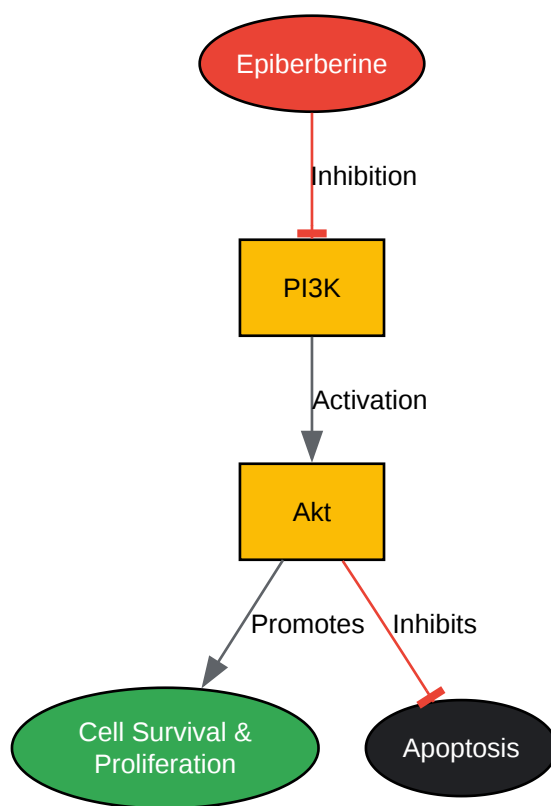 Epiberberine
Inhibition
PI3K
Activation
Akt
Promotes
Inhibits
Cell Survival &
Proliferation
Apoptosis